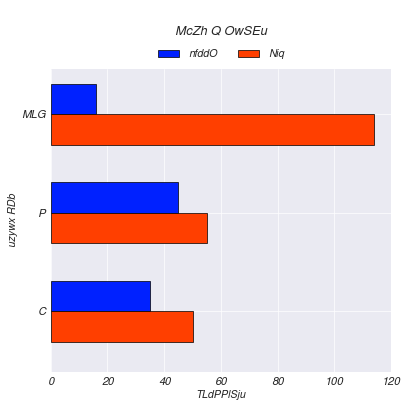 McZh Q OwSEu
nfddO Niq
MLG
P
C
uzywx RDb
0 20 40 60 80 100 120
TLdPPlSju